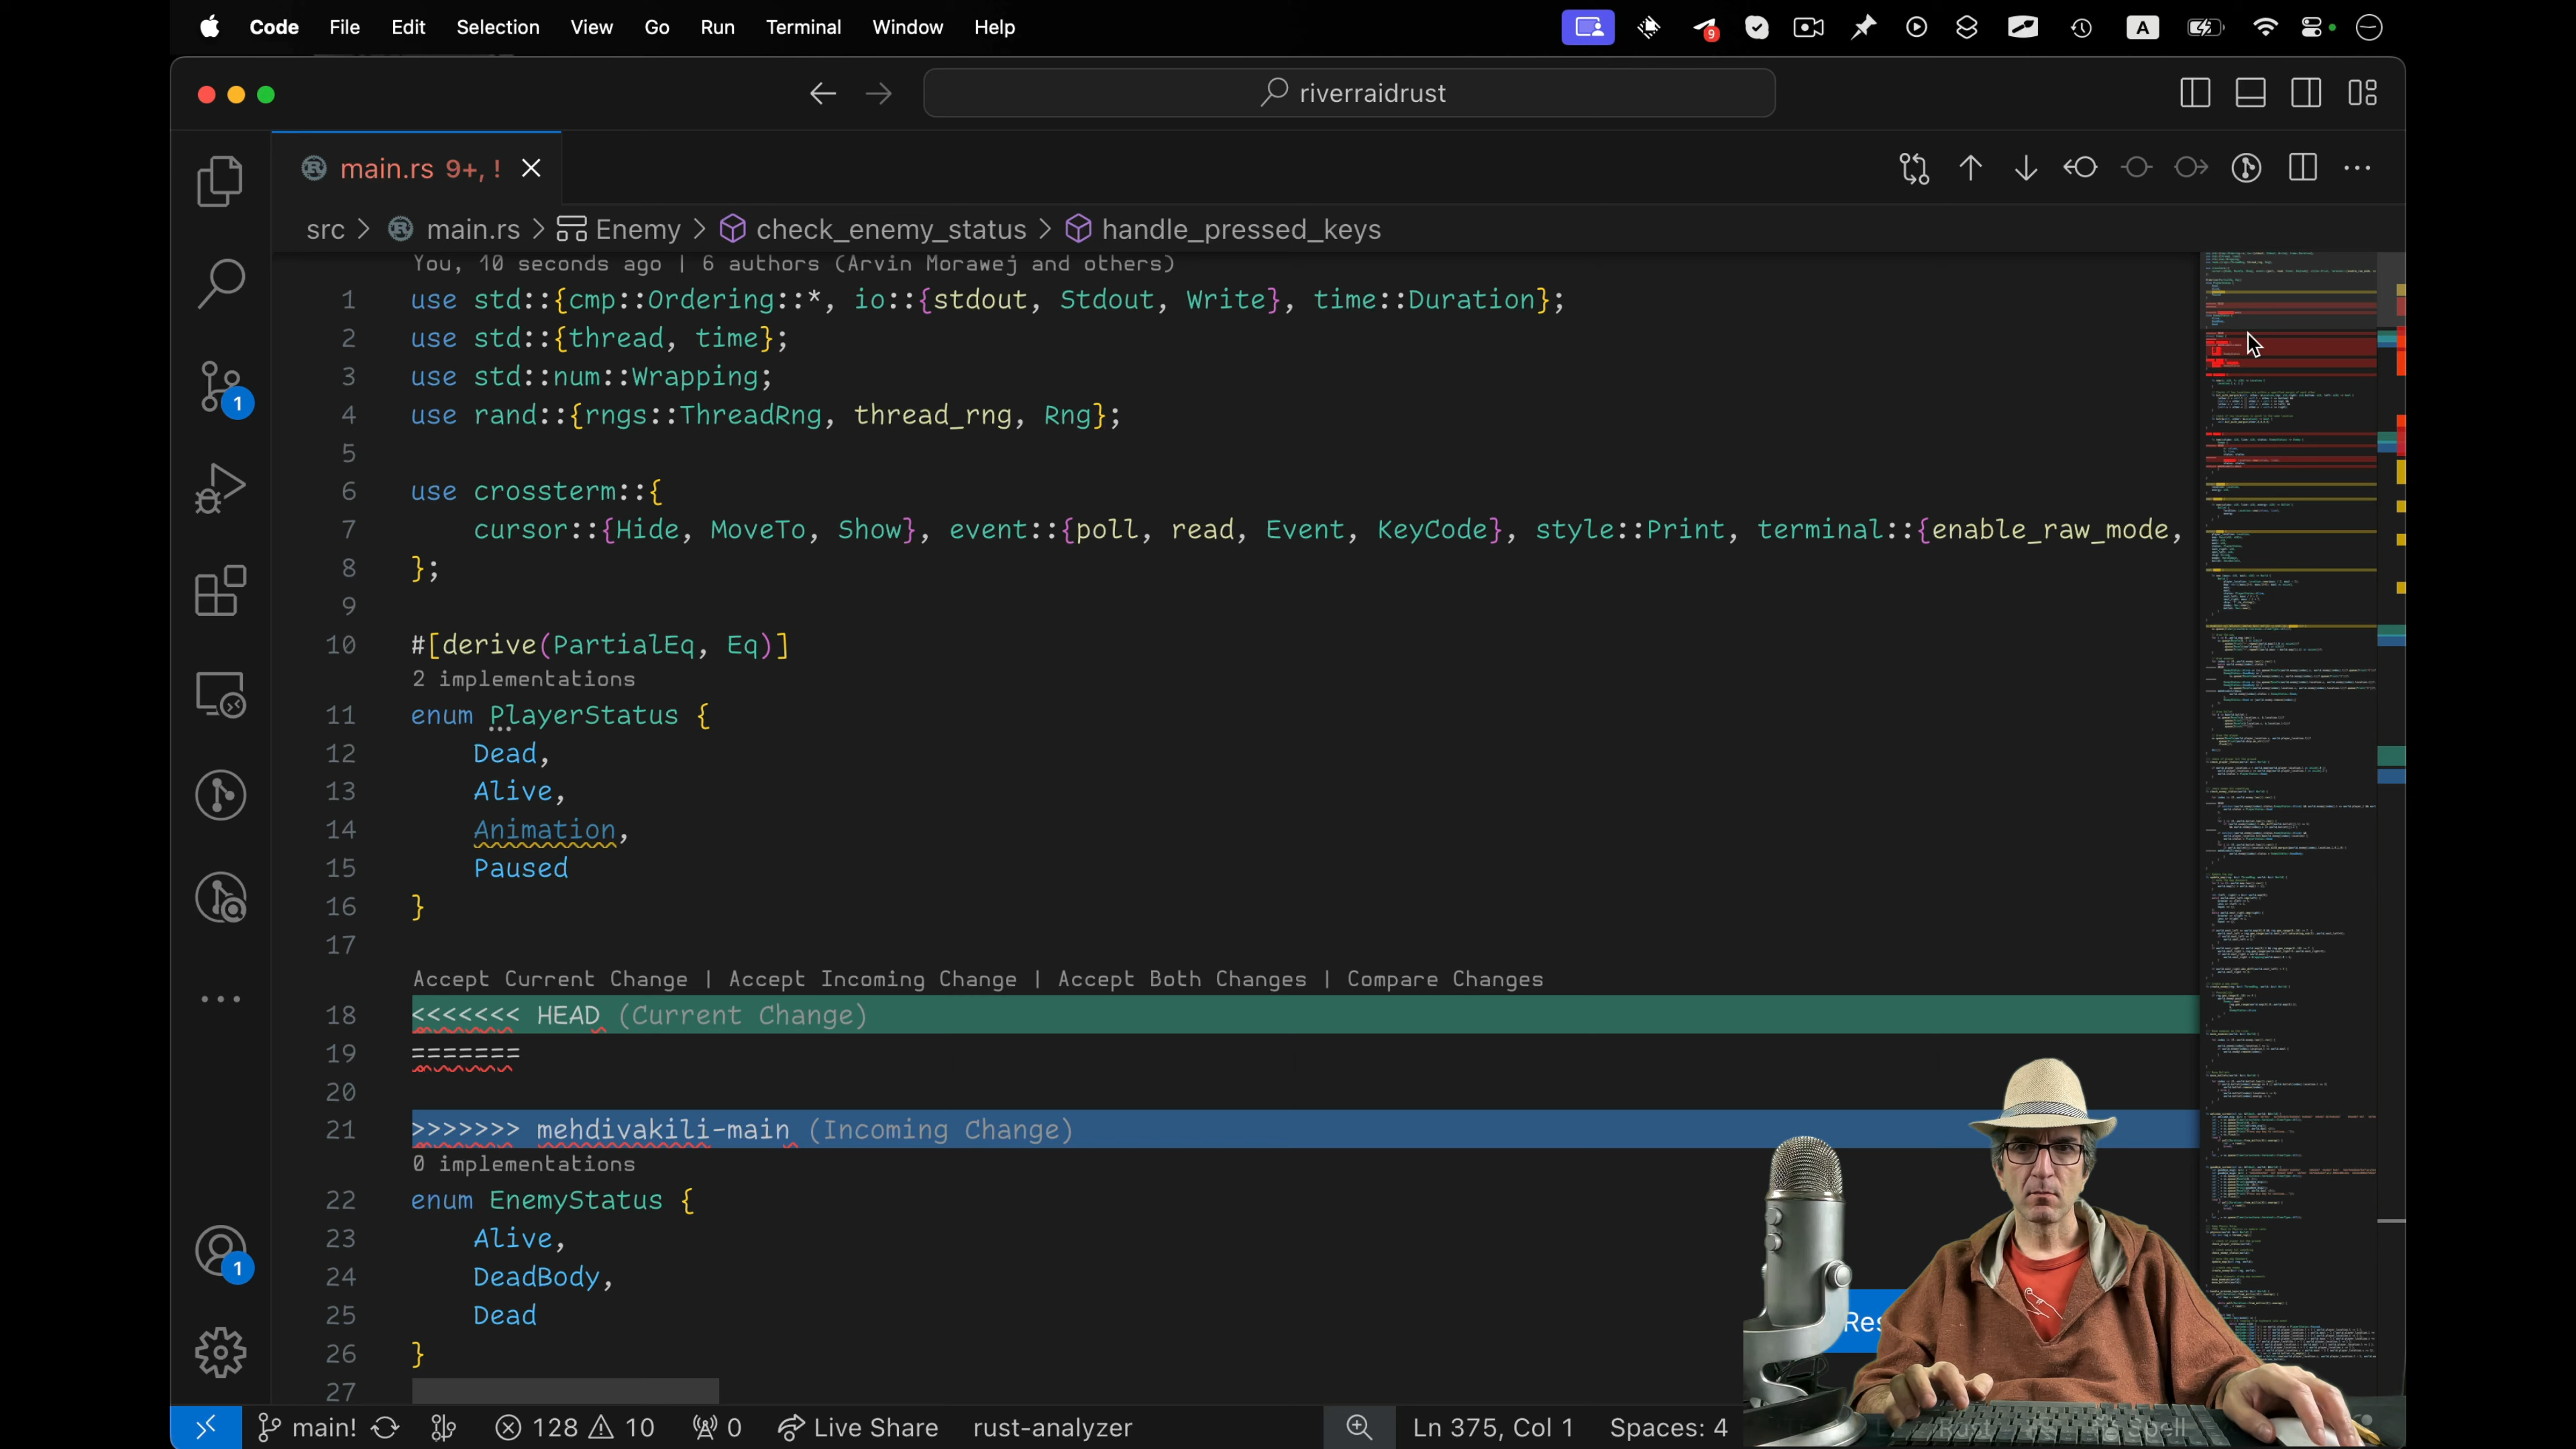 Code File Edit Selection View Go Run Terminal Window Help
9
A
riverraidrust
main.rs 9+, !
src > main.rs > Enemy > check_enemy_status > handle_pressed_keys
You, 10 seconds ago | 6 authors (Arvin Morawej and others)
1 use std::{cmp::Ordering::*, io::{stdout, Stdout, Write}, time::Duration};
2 use std::{thread, time};
3 use std::num::Wrapping;
4 use rand::{rngs::ThreadRng, thread_rng, Rng};
5
6 use crossterm::{
7 cursor::{Hide, MoveTo, Show}, event::{poll, read, Event, KeyCode}, style::Print, terminal::{enable_raw_mode,
8 };
9
10 #[derive(PartialEq, Eq)]
2 implementations
11 enum PlayerStatus {
12 Dead,
13 Alive,
14 Animation,
15 Paused
16 }
17
Accept Current Change | Accept Incoming Change | Accept Both Changes | Compare Changes
18 <<<<<<< HEAD (Current Change)
19 =======
20
21 >>>>>>> mehdivakili-main (Incoming Change)
0 implementations
22 enum EnemyStatus {
23 Alive,
24 DeadBody,
25 Dead
26 }
27
1
1
Res
main! 128 10 0 Live Share rust-analyzer Ln 375, Col 1 Spaces: 4 Rust Spell